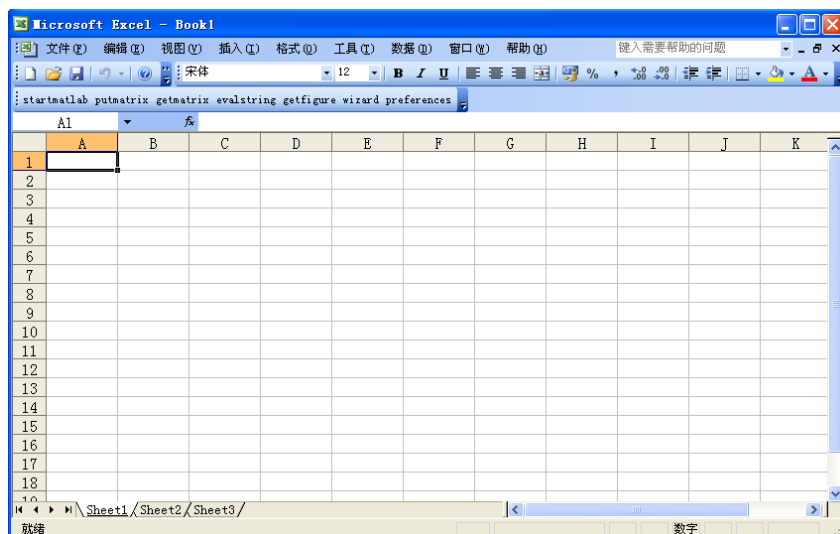 Microsoft Excel - Book1
文件(F) 编辑(E) 视图(V) 插入(I) 格式(O) 工具(T) 数据(D) 窗口(W) 帮助(H) 键入需要帮助的问题
宋体 12 B I U % ,
startmatlab putmatrix getmatrix evalstring getfigure wizard preferences
A1 fx
A B C D E F G H I J K
1
2
3
4
5
6
7
8
9
10
11
12
13
14
15
16
17
18
19
Sheet1 Sheet2 Sheet3
就绪 数字